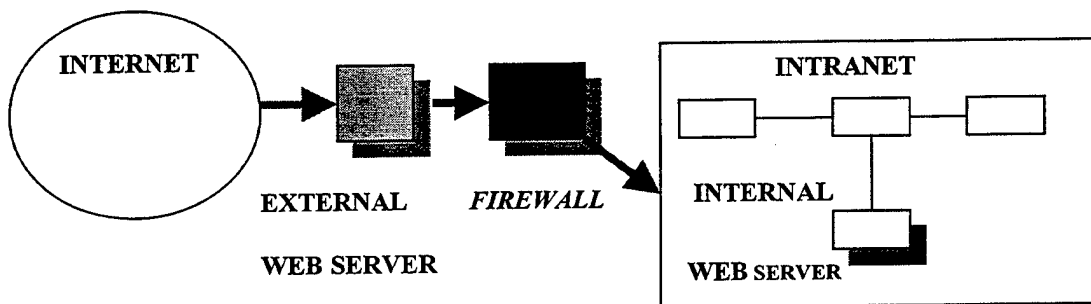 INTERNET
INTRANET
EXTERNAL
WEB SERVER
FIREWALL
INTERNAL
WEB SERVER